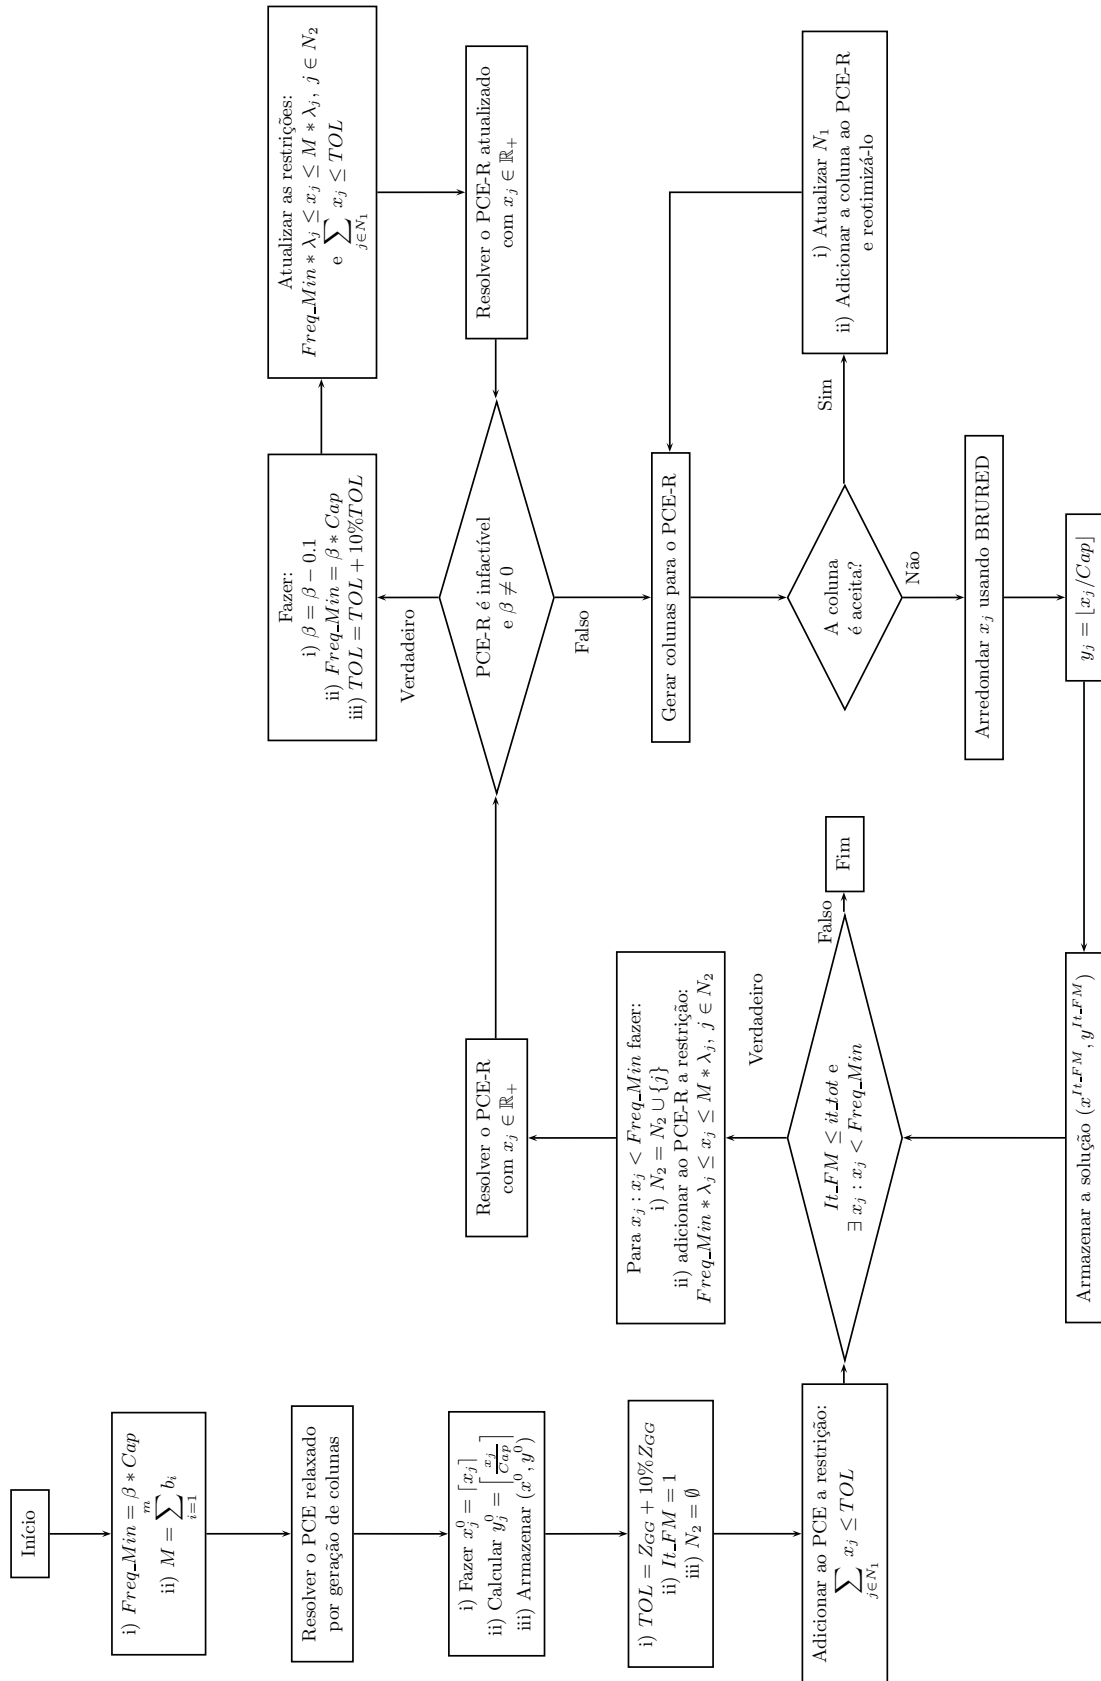 Início
i) Freq_Min = β ∗ Cap
ii) M = ∑_{i=1}^{m} b_i
Resolver o PCE relaxado
por geração de colunas
i) Fazer x_j^0 = ⌈x_j⌉
ii) Calcular y_j^0 = ⌈x_j/Cap⌉
iii) Armazenar (x^0, y^0)
i) TOL = Z_{GG} + 10%Z_{GG}
ii) It_FM = 1
iii) N_2 = ∅
Adicionar ao PCE a restrição:
∑_{j∈N_1} x_j ≤ TOL
It_FM ≤ it_tot e
∃ x_j : x_j < Freq_Min
Falso
Fim
Verdadeiro
Para x_j : x_j < Freq_Min fazer:
i) N_2 = N_2 ∪ {j}
ii) adicionar ao PCE-R a restrição:
Freq_Min ∗ λ_j ≤ x_j ≤ M ∗ λ_j, j ∈ N_2
Resolver o PCE-R
com x_j ∈ ℝ_+
PCE-R é infactível
e β ≠ 0
Verdadeiro
Fazer:
i) β = β − 0.1
ii) Freq_Min = β ∗ Cap
iii) TOL = TOL + 10%TOL
Atualizar as restrições:
Freq_Min ∗ λ_j ≤ x_j ≤ M ∗ λ_j, j ∈ N_2
e ∑_{j∈N_1} x_j ≤ TOL
Resolver o PCE-R atualizado
com x_j ∈ ℝ_+
Falso
Gerar colunas para o PCE-R
A coluna
é aceita?
Sim
i) Atualizar N_1
ii) Adicionar a coluna ao PCE-R
e reotimizá-lo
Não
Arredondar x_j usando BRURED
y_j = ⌊x_j/Cap⌋
Armazenar a solução (x^{It_FM}, y^{It_FM})